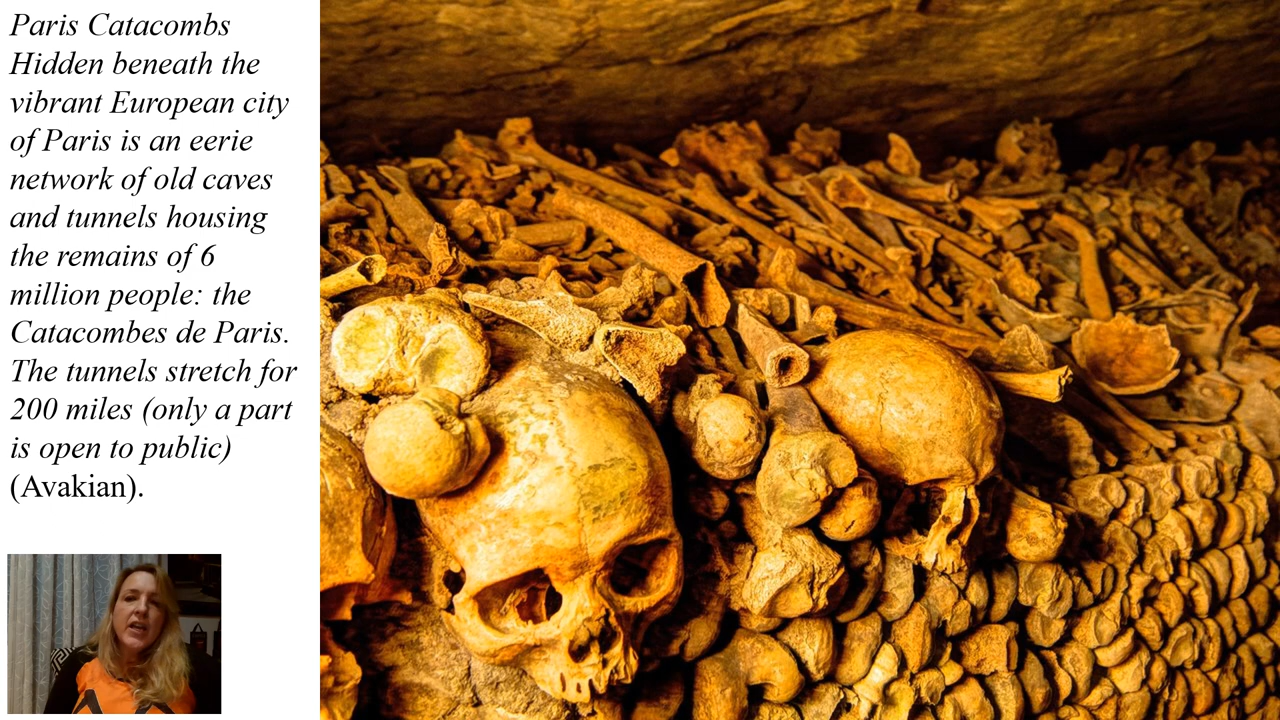 Paris Catacombs
Hidden beneath the
vibrant European city
of Paris is an eerie
network of old caves
and tunnels housing
the remains of 6
million people: the
Catacombes de Paris.
The tunnels stretch for
200 miles (only a part
is open to public)
(Avakian).